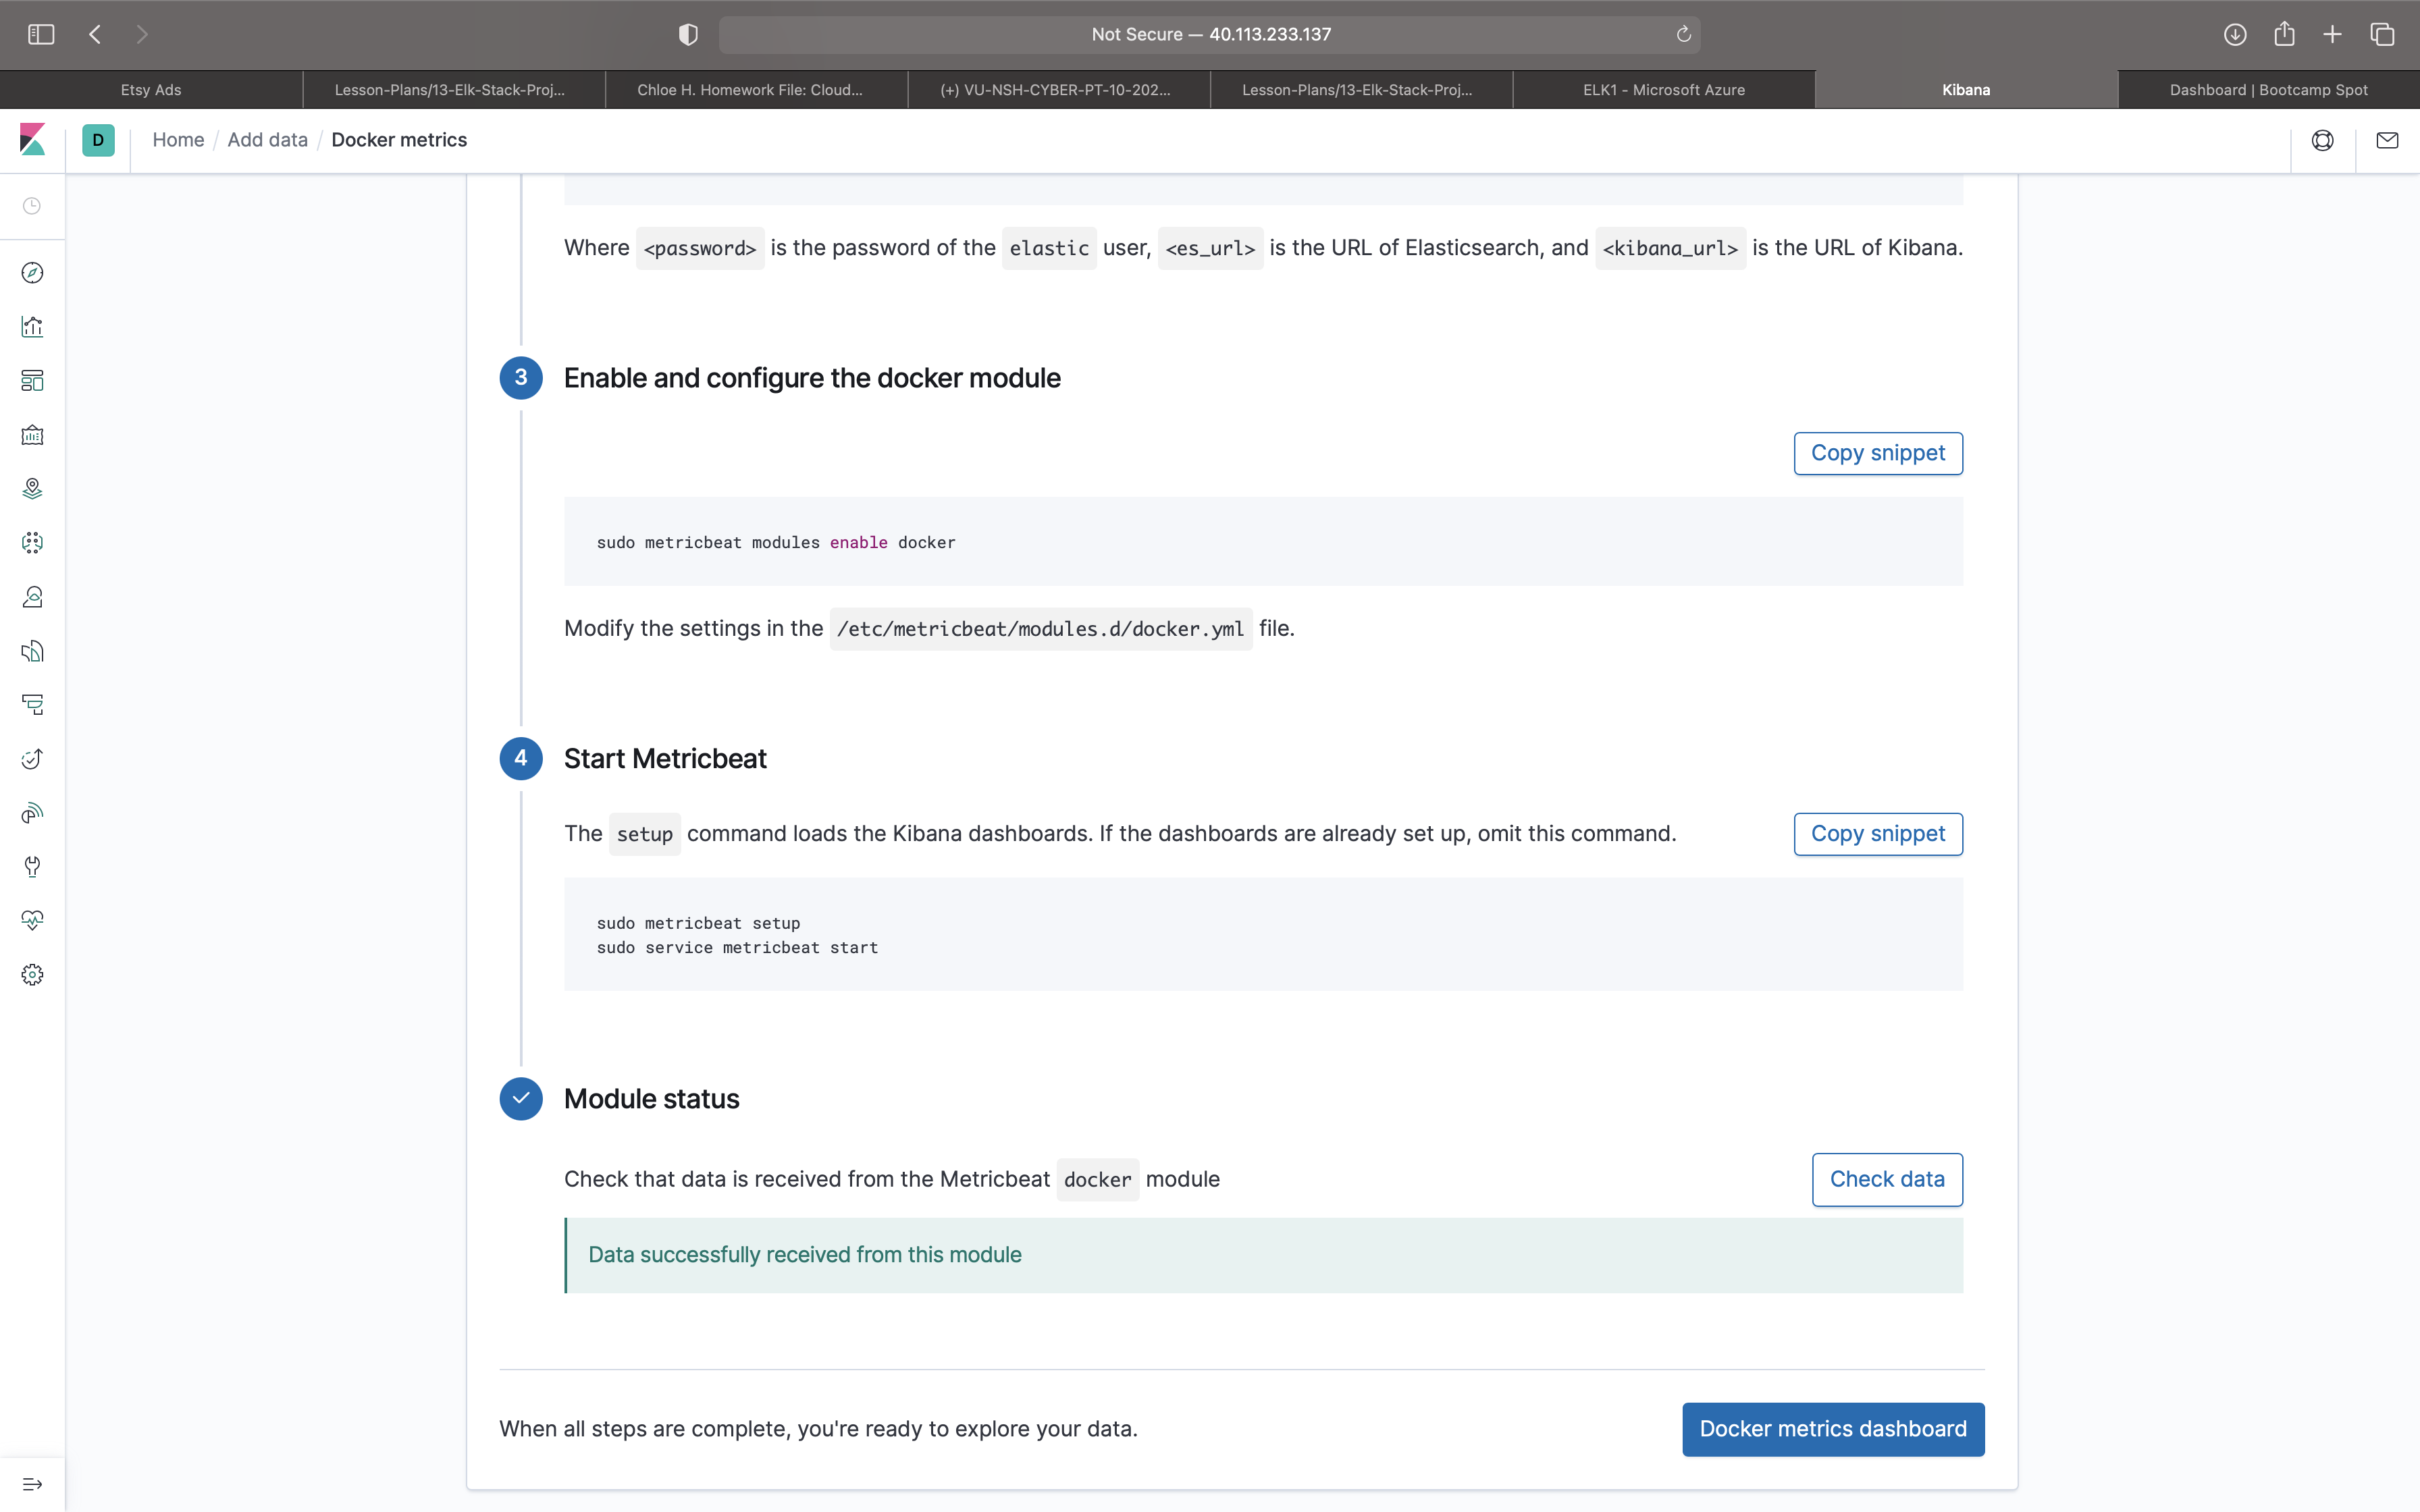 Not Secure — 40.113.233.137
Etsy Ads
Lesson-Plans/13-Elk-Stack-Proj...
Chloe H. Homework File: Cloud...
(+) VU-NSH-CYBER-PT-10-202...
Lesson-Plans/13-Elk-Stack-Proj...
ELK1 - Microsoft Azure
Kibana
Dashboard | Bootcamp Spot
D
Home / Add data / Docker metrics
Where <password> is the password of the elastic user, <es_url> is the URL of Elasticsearch, and <kibana_url> is the URL of Kibana.
3 Enable and configure the docker module
Copy snippet
sudo metricbeat modules enable docker
Modify the settings in the /etc/metricbeat/modules.d/docker.yml file.
4 Start Metricbeat
The setup command loads the Kibana dashboards. If the dashboards are already set up, omit this command.
Copy snippet
sudo metricbeat setup
sudo service metricbeat start
Module status
Check that data is received from the Metricbeat docker module
Check data
Data successfully received from this module
When all steps are complete, you're ready to explore your data.
Docker metrics dashboard